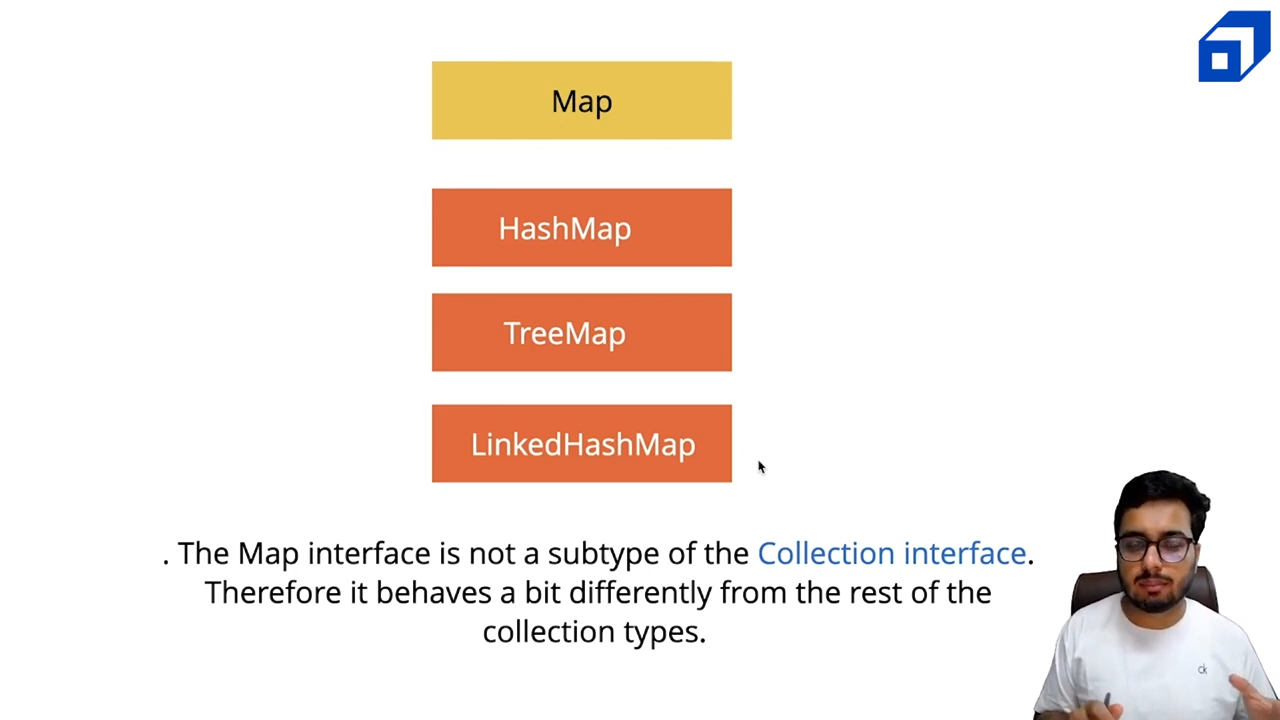 Map
HashMap
TreeMap
LinkedHashMap
. The Map interface is not a subtype of the Collection interface.
Therefore it behaves a bit differently from the rest of the
collection types.
ck